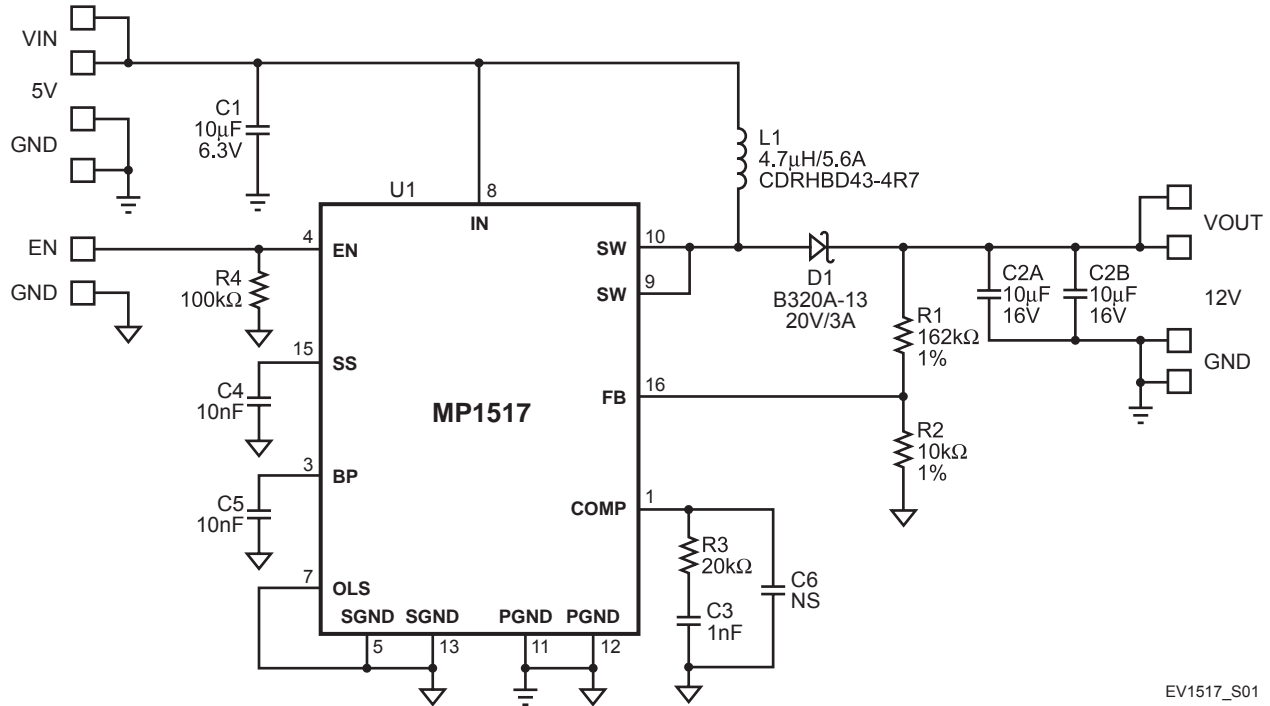 VIN
5V
GND
C1
10µF
6.3V
L1
4.7µH/5.6A
CDRHBD43-4R7
U1
8
IN
EN
4
EN
GND
R4
100kΩ
SW
10
SW
9
D1
B320A-13
20V/3A
C2A
10µF
16V
C2B
10µF
16V
VOUT
12V
GND
R1
162kΩ
1%
15
SS
C4
10nF
MP1517
FB
16
R2
10kΩ
1%
3
BP
C5
10nF
COMP
1
R3
20kΩ
C6
NS
C3
1nF
7
OLS
SGND
SGND
PGND
PGND
5
13
11
12
EV1517_S01